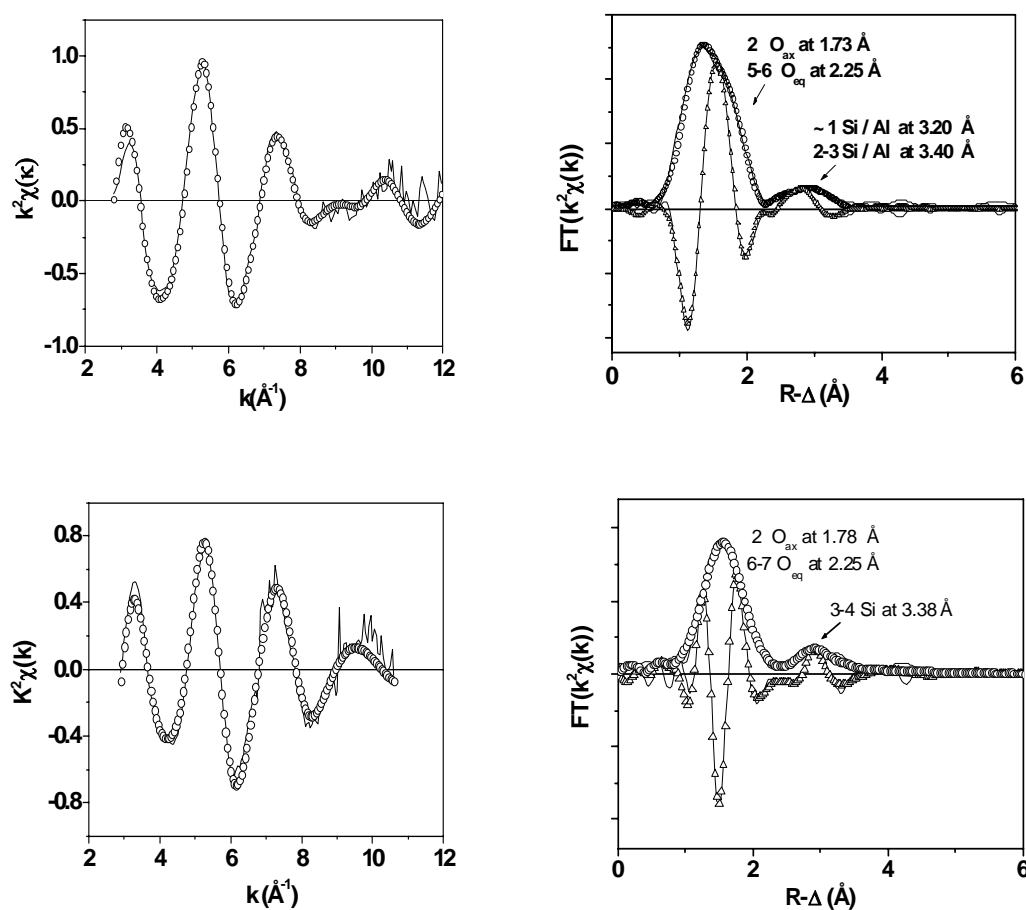 1.0
0.5
0.0
-0.5
-1.0
k²χ(κ)
2 4 6 8 10 12
k(Å⁻¹)
2 O_ax at 1.73 Å
5-6 O_eq at 2.25 Å
~ 1 Si / Al at 3.20 Å
2-3 Si/Al at 3.40 Å
FT(k²χ(k))
0 2 4 6
R-Δ (Å)
0.8
0.4
0.0
-0.4
-0.8
K²χ(k)
2 4 6 8 10 12
k(Å⁻¹)
2 O_ax at 1.78 Å
6-7 O_eq at 2.25 Å
3-4 Si at 3.38 Å
FT(k²χ(k))
0 2 4 6
R-Δ (Å)